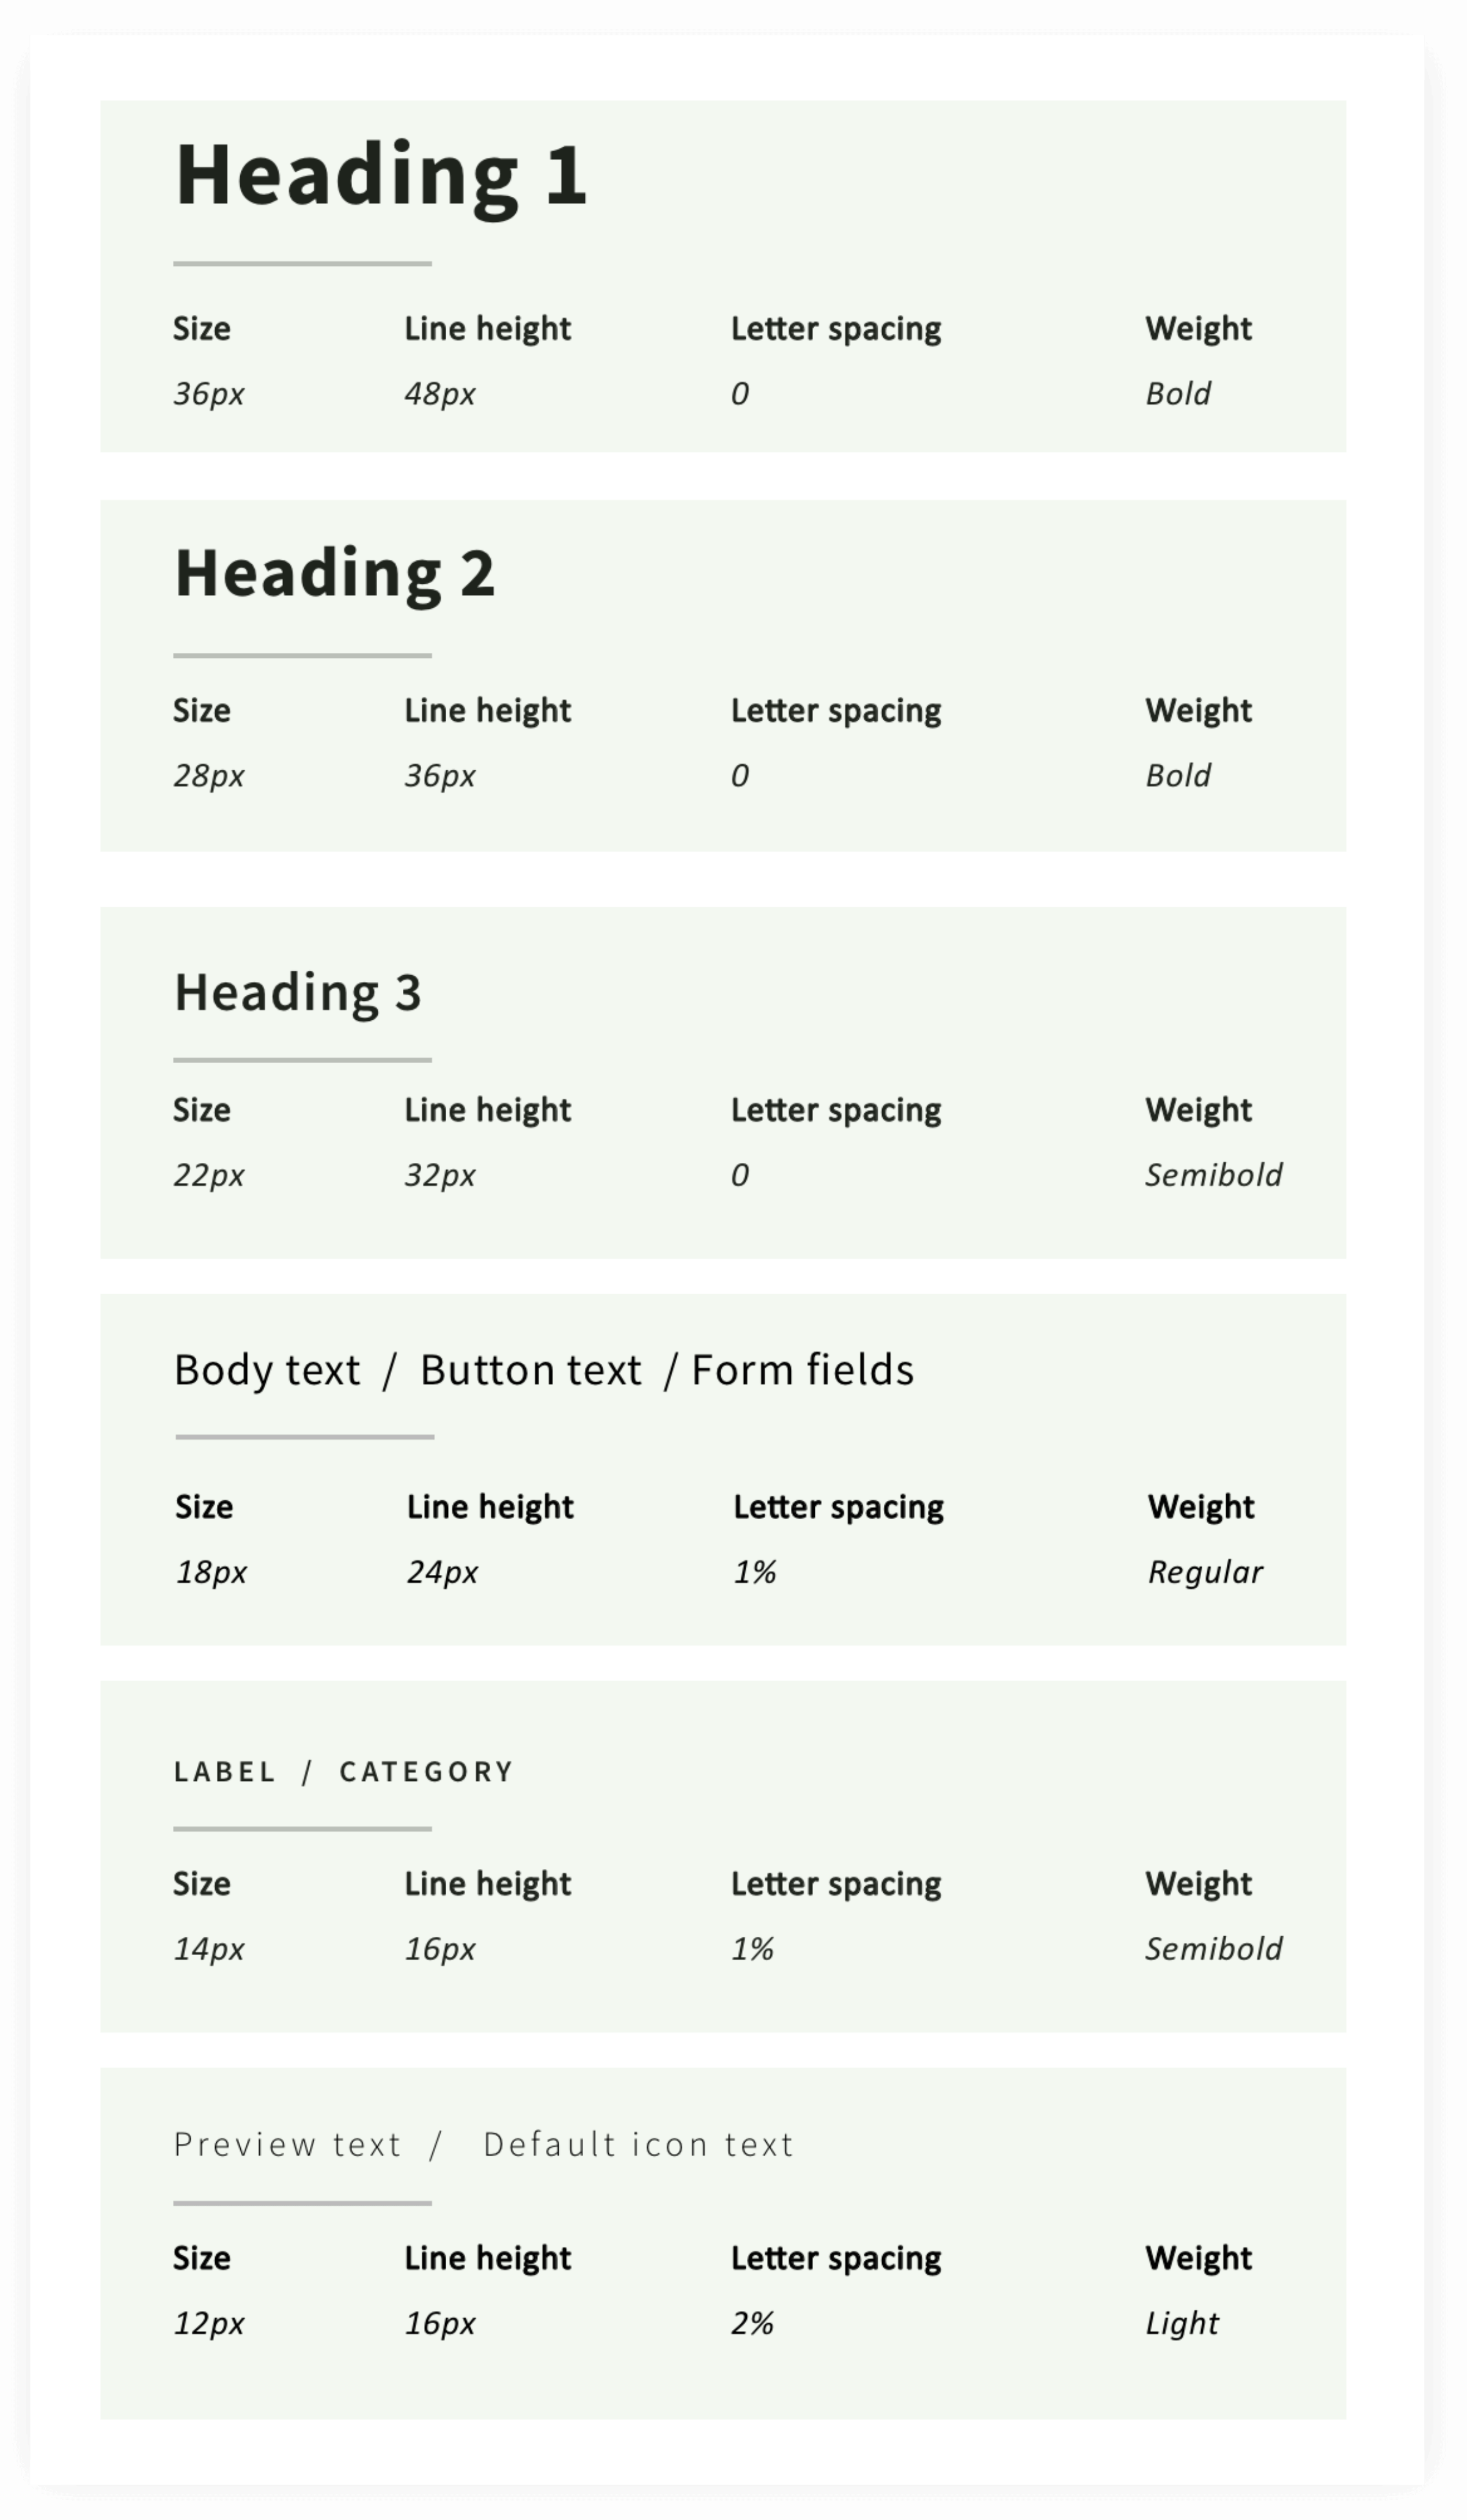 Heading 1
Size Line height Letter spacing Weight
36px 48px 0 Bold
Heading 2
Size Line height Letter spacing Weight
28px 36px 0 Bold
Heading 3
Size Line height Letter spacing Weight
22px 32px 0 Semibold
Body text / Button text / Form fields
Size Line height Letter spacing Weight
18px 24px 1% Regular
LABEL / CATEGORY
Size Line height Letter spacing Weight
14px 16px 1% Semibold
Preview text / Default icon text
Size Line height Letter spacing Weight
12px 16px 2% Light